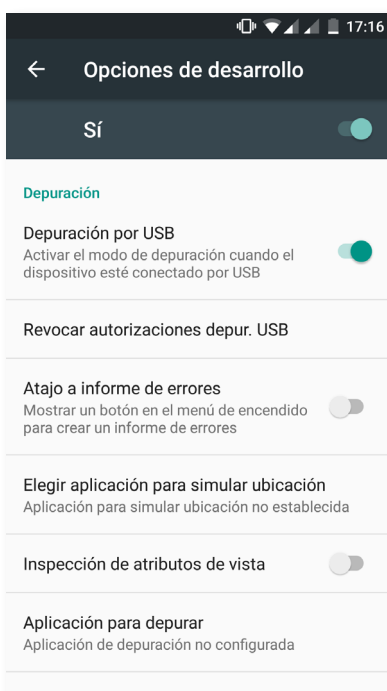 17:16
Opciones de desarrollo
Sí
Depuración
Depuración por USB
Activar el modo de depuración cuando el
dispositivo esté conectado por USB
Revocar autorizaciones depur. USB
Atajo a informe de errores
Mostrar un botón en el menú de encendido
para crear un informe de errores
Elegir aplicación para simular ubicación
Aplicación para simular ubicación no establecida
Inspección de atributos de vista
Aplicación para depurar
Aplicación de depuración no configurada